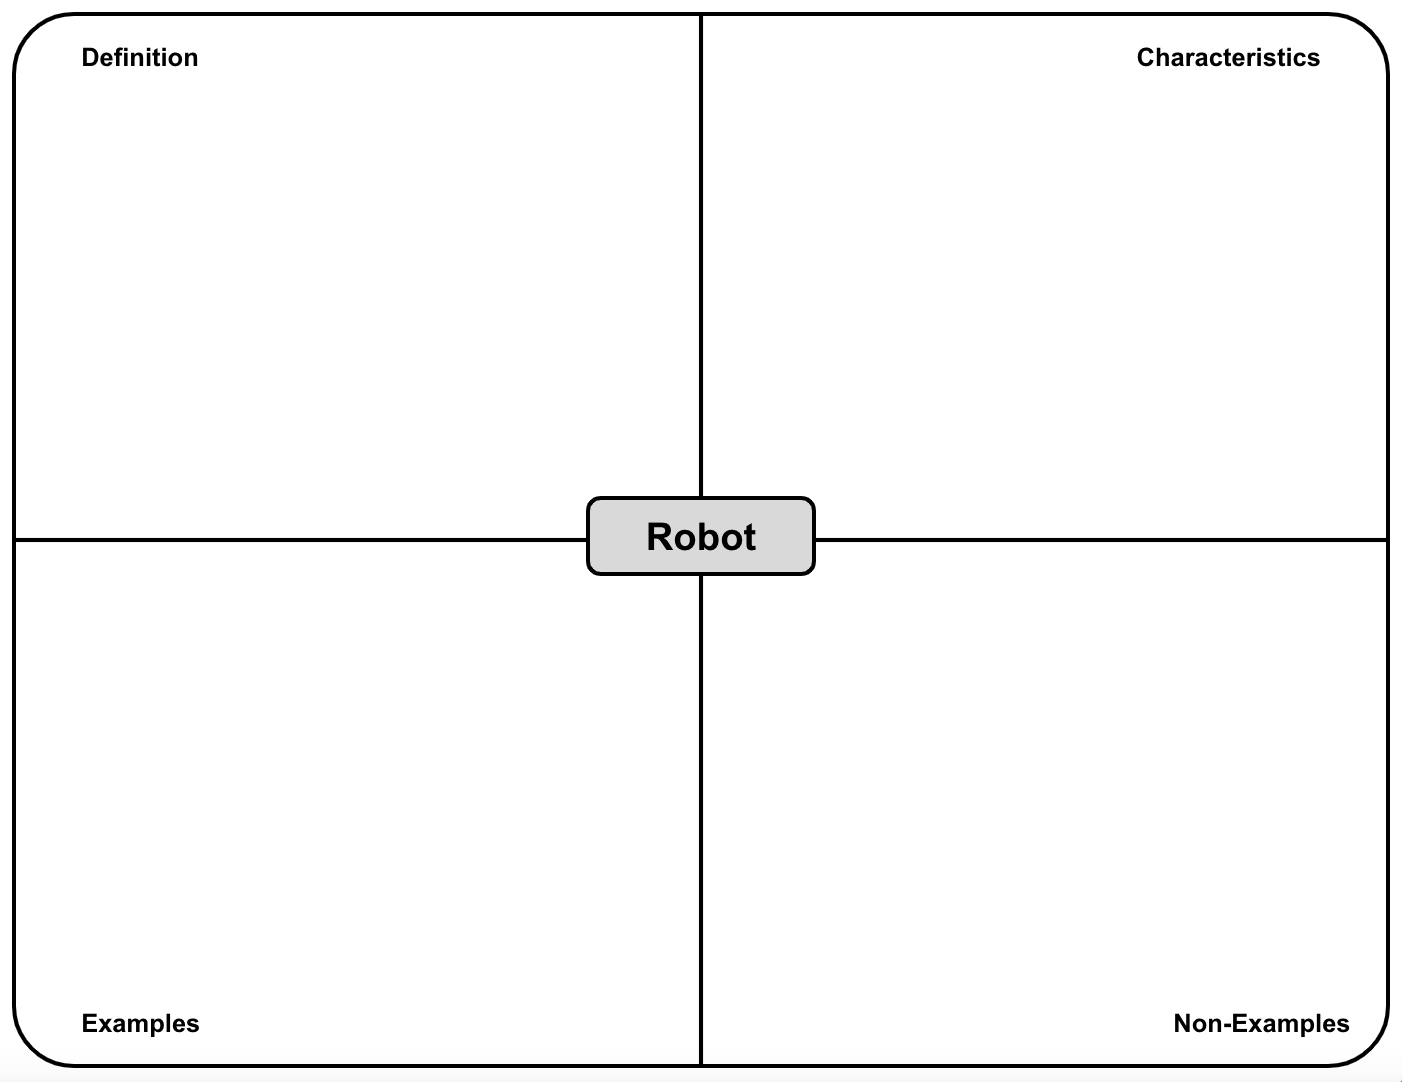 Definition
Characteristics
Robot
Examples
Non-Examples